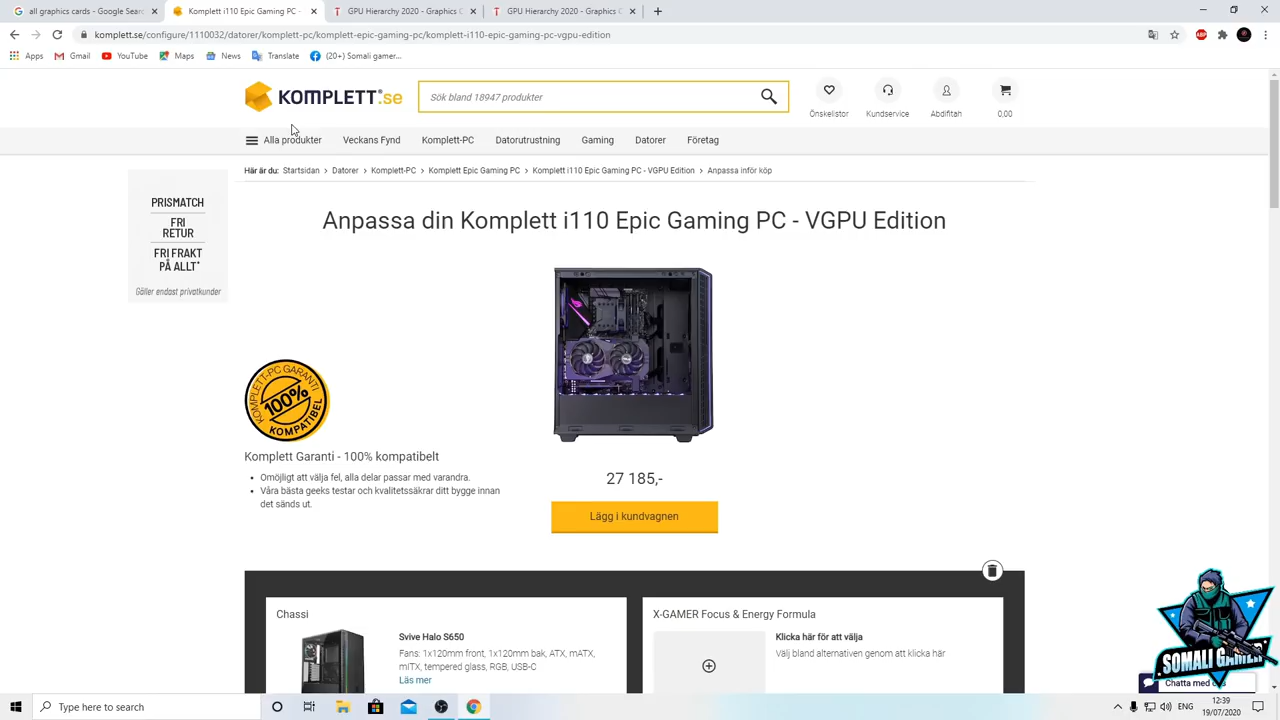 all graphics cards - Google Searc
Komplett i110 Epic Gaming PC -
GPU Hierarchy 2020 - Graphics C
GPU Hierarchy 2020 - Graphics C
komplett.se/configure/1110032/datorer/komplett-pc/komplett-epic-gaming-pc/komplett-i110-epic-gaming-pc-vgpu-edition
Apps
Gmail
YouTube
Maps
News
Translate
(20+) Somali gamer...
KOMPLETT.se
Sök bland 18947 produkter
Önskelistor
Kundservice
Abdifitah
0,00
Alla produkter
Veckans Fynd
Komplett-PC
Datorutrustning
Gaming
Datorer
Företag
Här är du: Startsidan > Datorer > Komplett-PC > Komplett Epic Gaming PC > Komplett i110 Epic Gaming PC - VGPU Edition > Anpassa inför köp
PRISMATCH
FRI
RETUR
FRI FRAKT
PÅ ALLT*
Gäller endast privatkunder
Anpassa din Komplett i110 Epic Gaming PC - VGPU Edition
KOMPLETT-PC GARANTI
100%
KOMPATIBEL
Komplett Garanti - 100% kompatibelt
Omöjligt att välja fel, alla delar passar med varandra.
Våra bästa geeks testar och kvalitetssäkrar ditt bygge innan
det sänds ut.
27 185,-
Lägg i kundvagnen
Chassi
Svive Halo S650
Fans: 1x120mm front, 1x120mm bak, ATX, mATX,
mITX, tempered glass, RGB, USB-C
Läs mer
X-GAMER Focus & Energy Formula
Klicka här för att välja
Välj bland alternativen genom att klicka här
SOMALI GAMER
Chatta med
Type here to search
12:39
19/07/2020